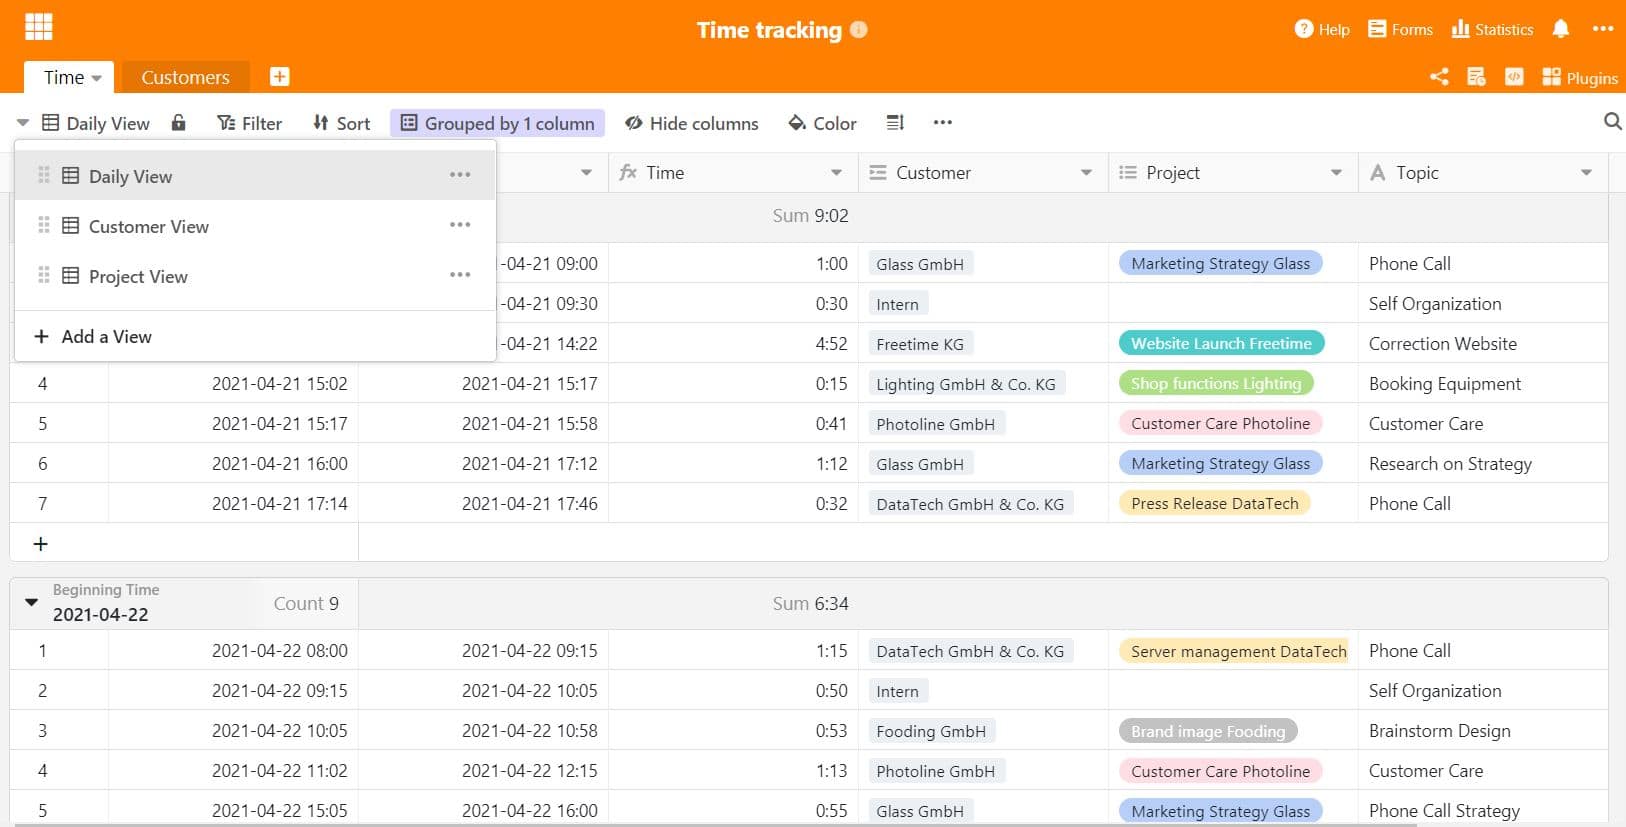 Time tracking
Help Forms Statistics
Time Customers
Plugins
Daily View Filter Sort Grouped by 1 column Hide columns Color
Daily View
Customer View
Project View
Add a View
Time Customer Project Topic
Sum 9:02
-04-21 09:00 1:00 Glass GmbH Marketing Strategy Glass Phone Call
-04-21 09:30 0:30 Intern Self Organization
-04-21 14:22 4:52 Freetime KG Website Launch Freetime Correction Website
4 2021-04-21 15:02 2021-04-21 15:17 0:15 Lighting GmbH & Co. KG Shop functions Lighting Booking Equipment
5 2021-04-21 15:17 2021-04-21 15:58 0:41 Photoline GmbH Customer Care Photoline Customer Care
6 2021-04-21 16:00 2021-04-21 17:12 1:12 Glass GmbH Marketing Strategy Glass Research on Strategy
7 2021-04-21 17:14 2021-04-21 17:46 0:32 DataTech GmbH & Co. KG Press Release DataTech Phone Call
+
Beginning Time
2021-04-22 Count 9 Sum 6:34
1 2021-04-22 08:00 2021-04-22 09:15 1:15 DataTech GmbH & Co. KG Server management DataTech Phone Call
2 2021-04-22 09:15 2021-04-22 10:05 0:50 Intern Self Organization
3 2021-04-22 10:05 2021-04-22 10:58 0:53 Fooding GmbH Brand image Fooding Brainstorm Design
4 2021-04-22 11:02 2021-04-22 12:15 1:13 Photoline GmbH Customer Care Photoline Customer Care
5 2021-04-22 15:05 2021-04-22 16:00 0:55 Glass GmbH Marketing Strategy Glass Phone Call Strategy